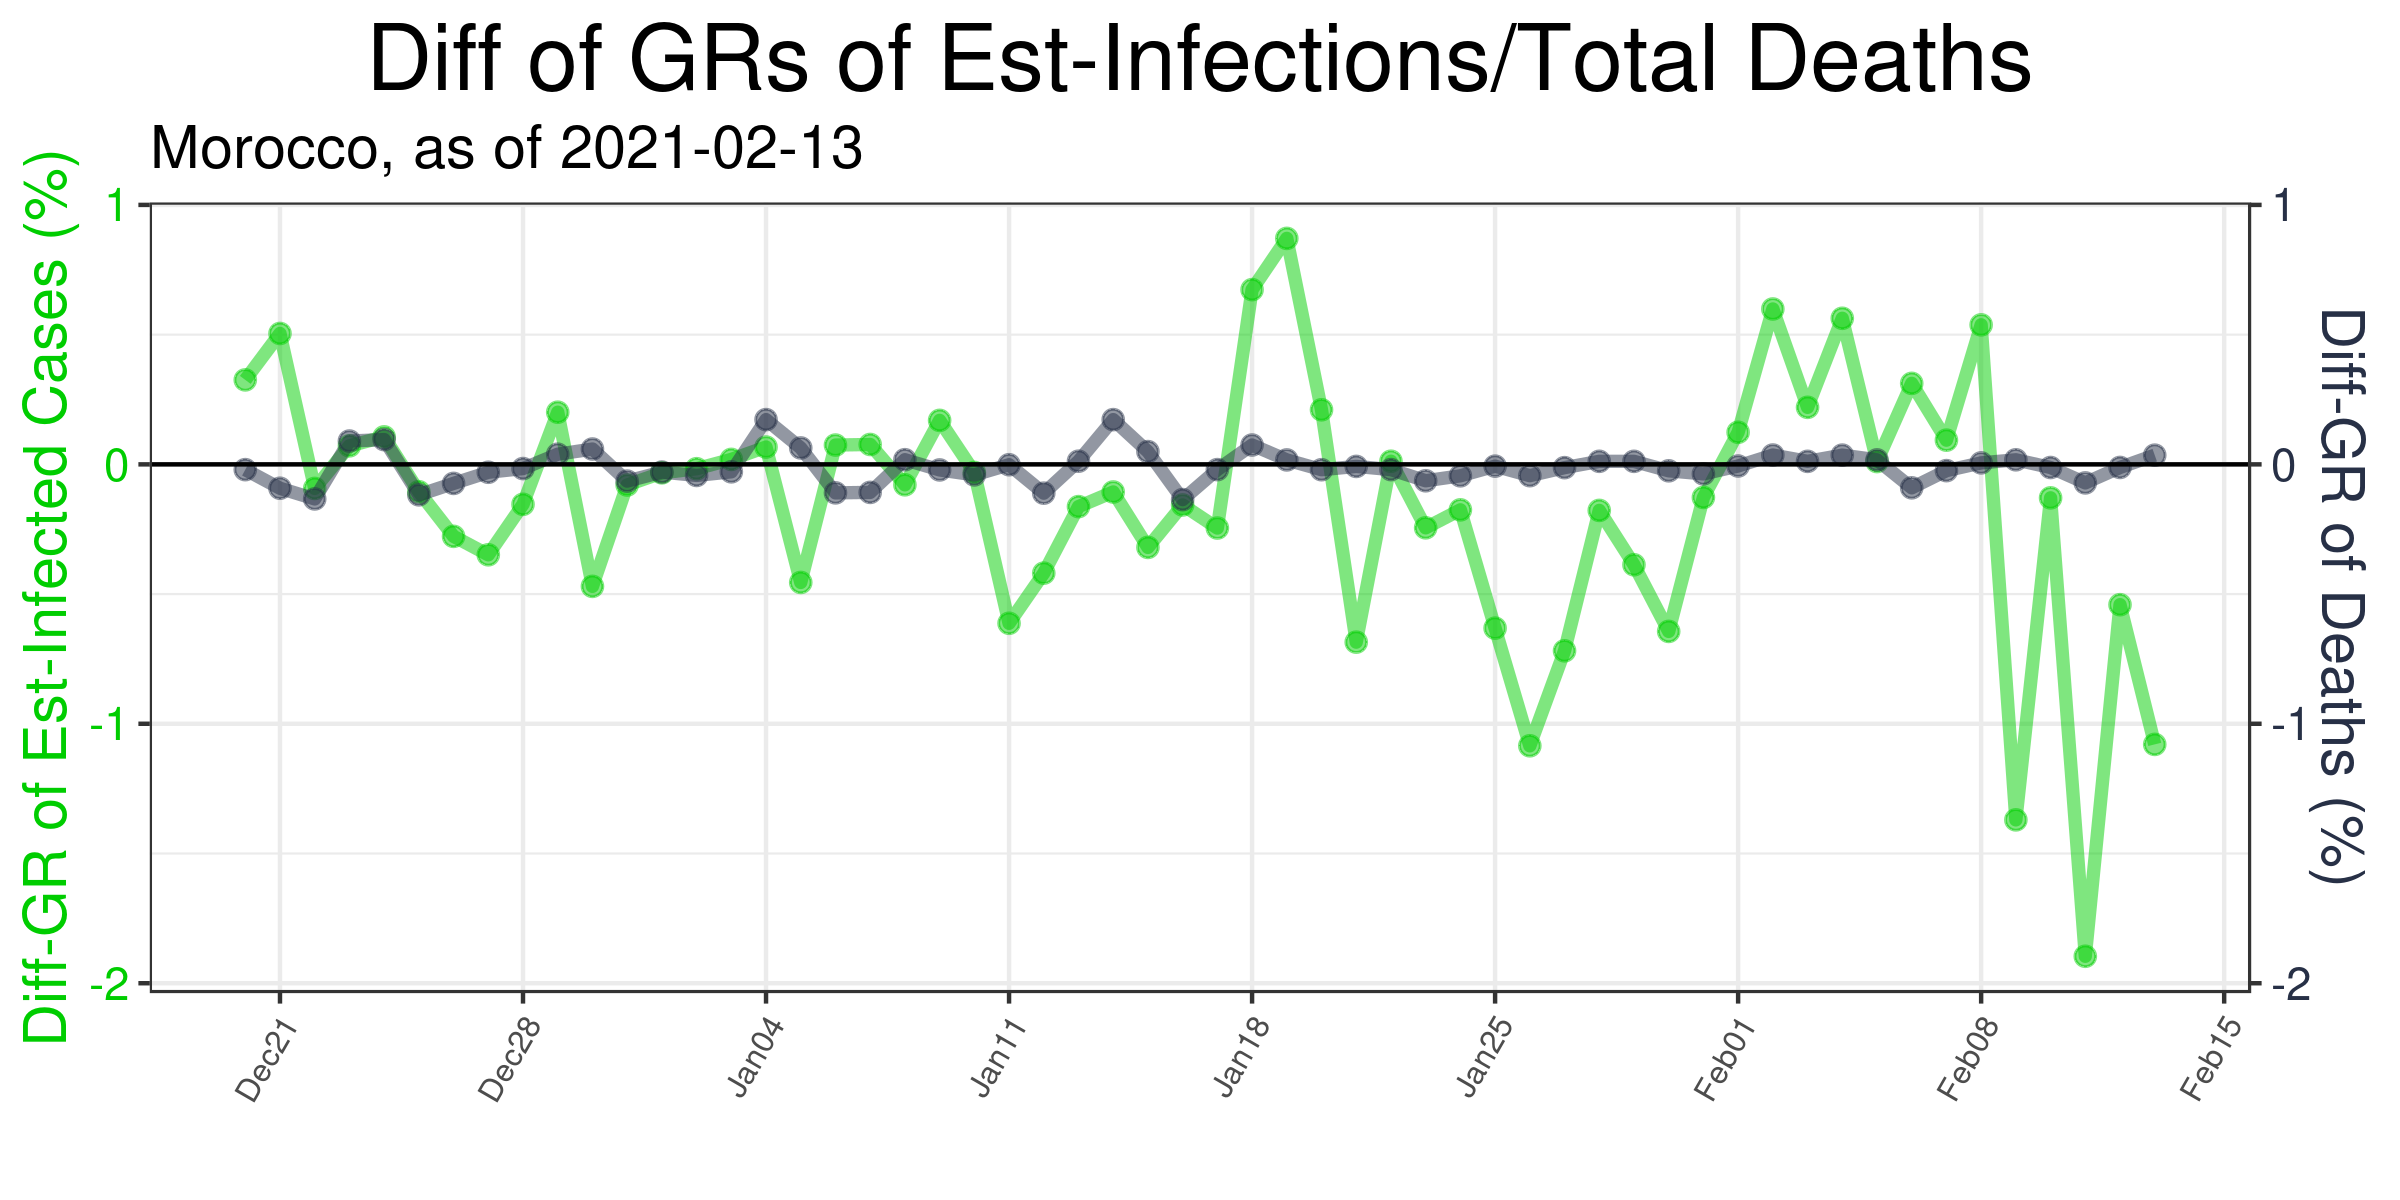 Diff of GRs of Est-Infections/Total Deaths
Morocco, as of 2021-02-13
Diff-GR of Est-Infected Cases (%)
1
0
-1
-2
1
0
-1
-2
Diff-GR of Deaths (%)
Dec21
Dec28
Jan04
Jan11
Jan18
Jan25
Feb01
Feb08
Feb15